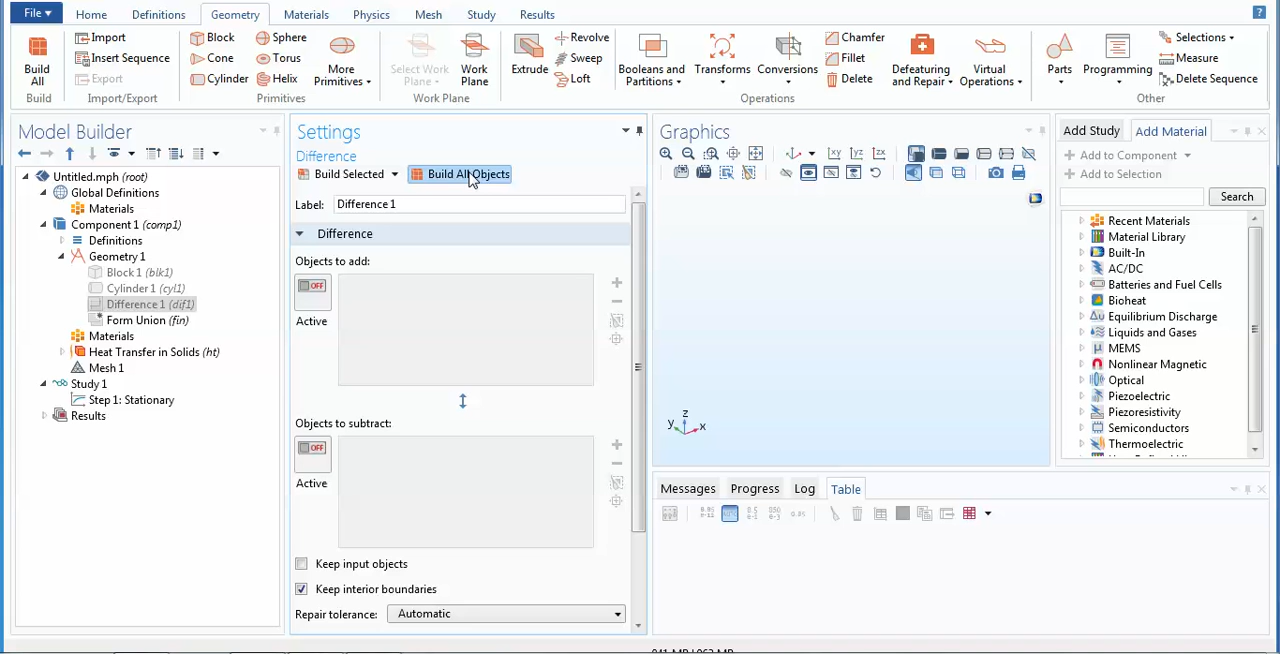 File▼ Home Definitions Geometry Materials Physics Mesh Study Results ?
Build All
Build
Import
Insert Sequence
Export
Import/Export
Block Sphere
Cone Torus
Cylinder Helix
More Primitives
Primitives
Select Work Plane
Work Plane
Work Plane
Extrude
Revolve
Sweep
Loft
Booleans and Partitions
Transforms
Conversions
Chamfer
Fillet
Delete
Defeaturing and Repair
Virtual Operations
Operations
Parts
Programming
Selections
Measure
Delete Sequence
Other
Model Builder
Untitled.mph (root)
Global Definitions
Materials
Component 1 (comp1)
Definitions
Geometry 1
Block 1 (blk1)
Cylinder 1 (cyl1)
Difference 1 (dif1)
Form Union (fin)
Materials
Heat Transfer in Solids (ht)
Mesh 1
Study 1
Step 1: Stationary
Results
Settings
Difference
Build Selected Build All Objects
Label: Difference 1
Difference
Objects to add:
OFF
Active
Objects to subtract:
OFF
Active
Keep input objects
Keep interior boundaries
Repair tolerance: Automatic
Graphics
xy yz zx
z
y x
Messages Progress Log Table
Add Study Add Material
Add to Component
Add to Selection
Search
Recent Materials
Material Library
Built-In
AC/DC
Batteries and Fuel Cells
Bioheat
Equilibrium Discharge
Liquids and Gases
MEMS
Nonlinear Magnetic
Optical
Piezoelectric
Piezoresistivity
Semiconductors
Thermoelectric